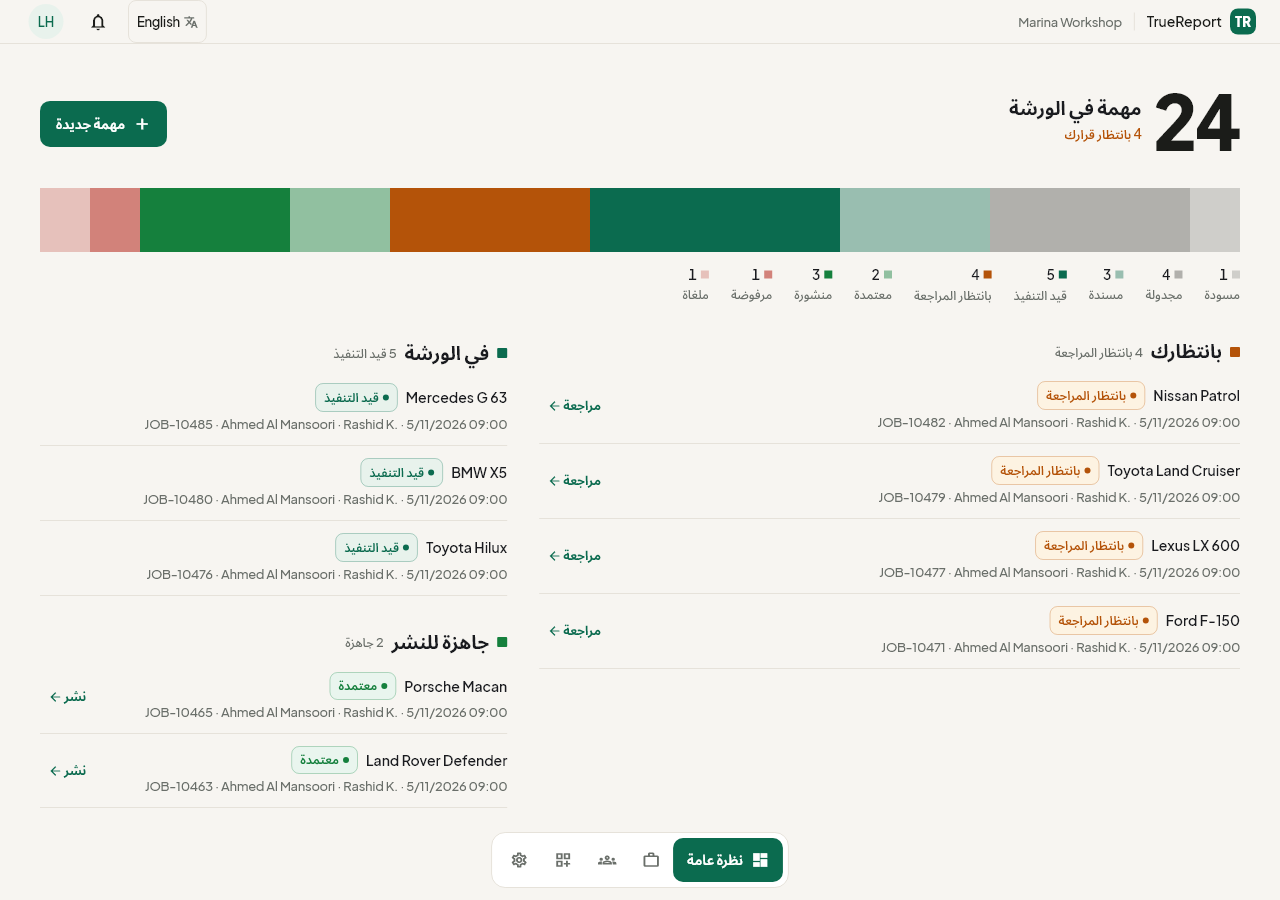 TR TrueReport Marina Workshop
English LH
24
مهمة في الورشة
4 بانتظار قرارك
مهمة جديدة
1 مسودة
4 مجدولة
3 مسندة
5 قيد التنفيذ
4 بانتظار المراجعة
2 معتمدة
3 منشورة
1 مرفوضة
1 ملغاة
بانتظارك 4 بانتظار المراجعة
Nissan Patrol بانتظار المراجعة
JOB-10482 · Ahmed Al Mansoori · Rashid K. · 5/11/2026 09:00
مراجعة
Toyota Land Cruiser بانتظار المراجعة
JOB-10479 · Ahmed Al Mansoori · Rashid K. · 5/11/2026 09:00
مراجعة
Lexus LX 600 بانتظار المراجعة
JOB-10477 · Ahmed Al Mansoori · Rashid K. · 5/11/2026 09:00
مراجعة
Ford F-150 بانتظار المراجعة
JOB-10471 · Ahmed Al Mansoori · Rashid K. · 5/11/2026 09:00
مراجعة
في الورشة 5 قيد التنفيذ
Mercedes G 63 قيد التنفيذ
JOB-10485 · Ahmed Al Mansoori · Rashid K. · 5/11/2026 09:00
BMW X5 قيد التنفيذ
JOB-10480 · Ahmed Al Mansoori · Rashid K. · 5/11/2026 09:00
Toyota Hilux قيد التنفيذ
JOB-10476 · Ahmed Al Mansoori · Rashid K. · 5/11/2026 09:00
جاهزة للنشر 2 جاهزة
Porsche Macan معتمدة
JOB-10465 · Ahmed Al Mansoori · Rashid K. · 5/11/2026 09:00
نشر
Land Rover Defender معتمدة
JOB-10463 · Ahmed Al Mansoori · Rashid K. · 5/11/2026 09:00
نشر
نظرة عامة